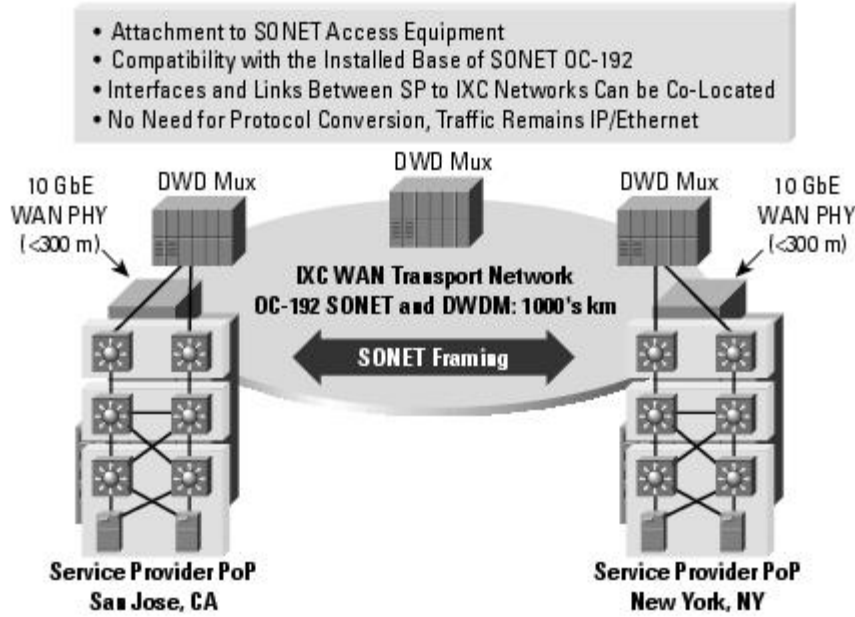 • Attachment to SONET Access Equipment
• Compatibility with the Installed Base of SONET OC-192
• Interfaces and Links Between SP to IXC Networks Can be Co-Located
• No Need for Protocol Conversion, Traffic Remains IP/Ethernet
DWD Mux
10 GbE
WAN PHY
(<300 m)
DWD Mux
DWD Mux
10 GbE
WAN PHY
(<300 m)
IXC WAN Transport Network
OC-192 SONET and DWDM: 1000's km
SONET Framing
Service Provider PoP
San Jose, CA
Service Provider PoP
New York, NY